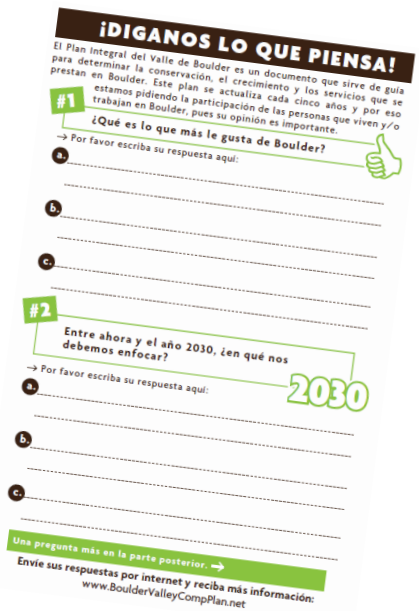 ¡DIGANOS LO QUE PIENSA!
El Plan Integral del Valle de Boulder es un documento que sirve de guía
para determinar la conservación, el crecimiento y los servicios que se
prestan en Boulder. Este plan se actualiza cada cinco años y por eso
estamos pidiendo la participación de las personas que viven y/o
trabajan en Boulder, pues su opinión es importante.
#1
¿Qué es lo que más le gusta de Boulder?
→ Por favor escriba su respuesta aquí:
a.
b.
c.
#2
Entre ahora y el año 2030, ¿en qué nos
debemos enfocar?
2030
→ Por favor escriba su respuesta aquí:
a.
b.
c.
Una pregunta más en la parte posterior. →
Envíe sus respuestas por internet y reciba más información:
www.BoulderValleyCompPlan.net